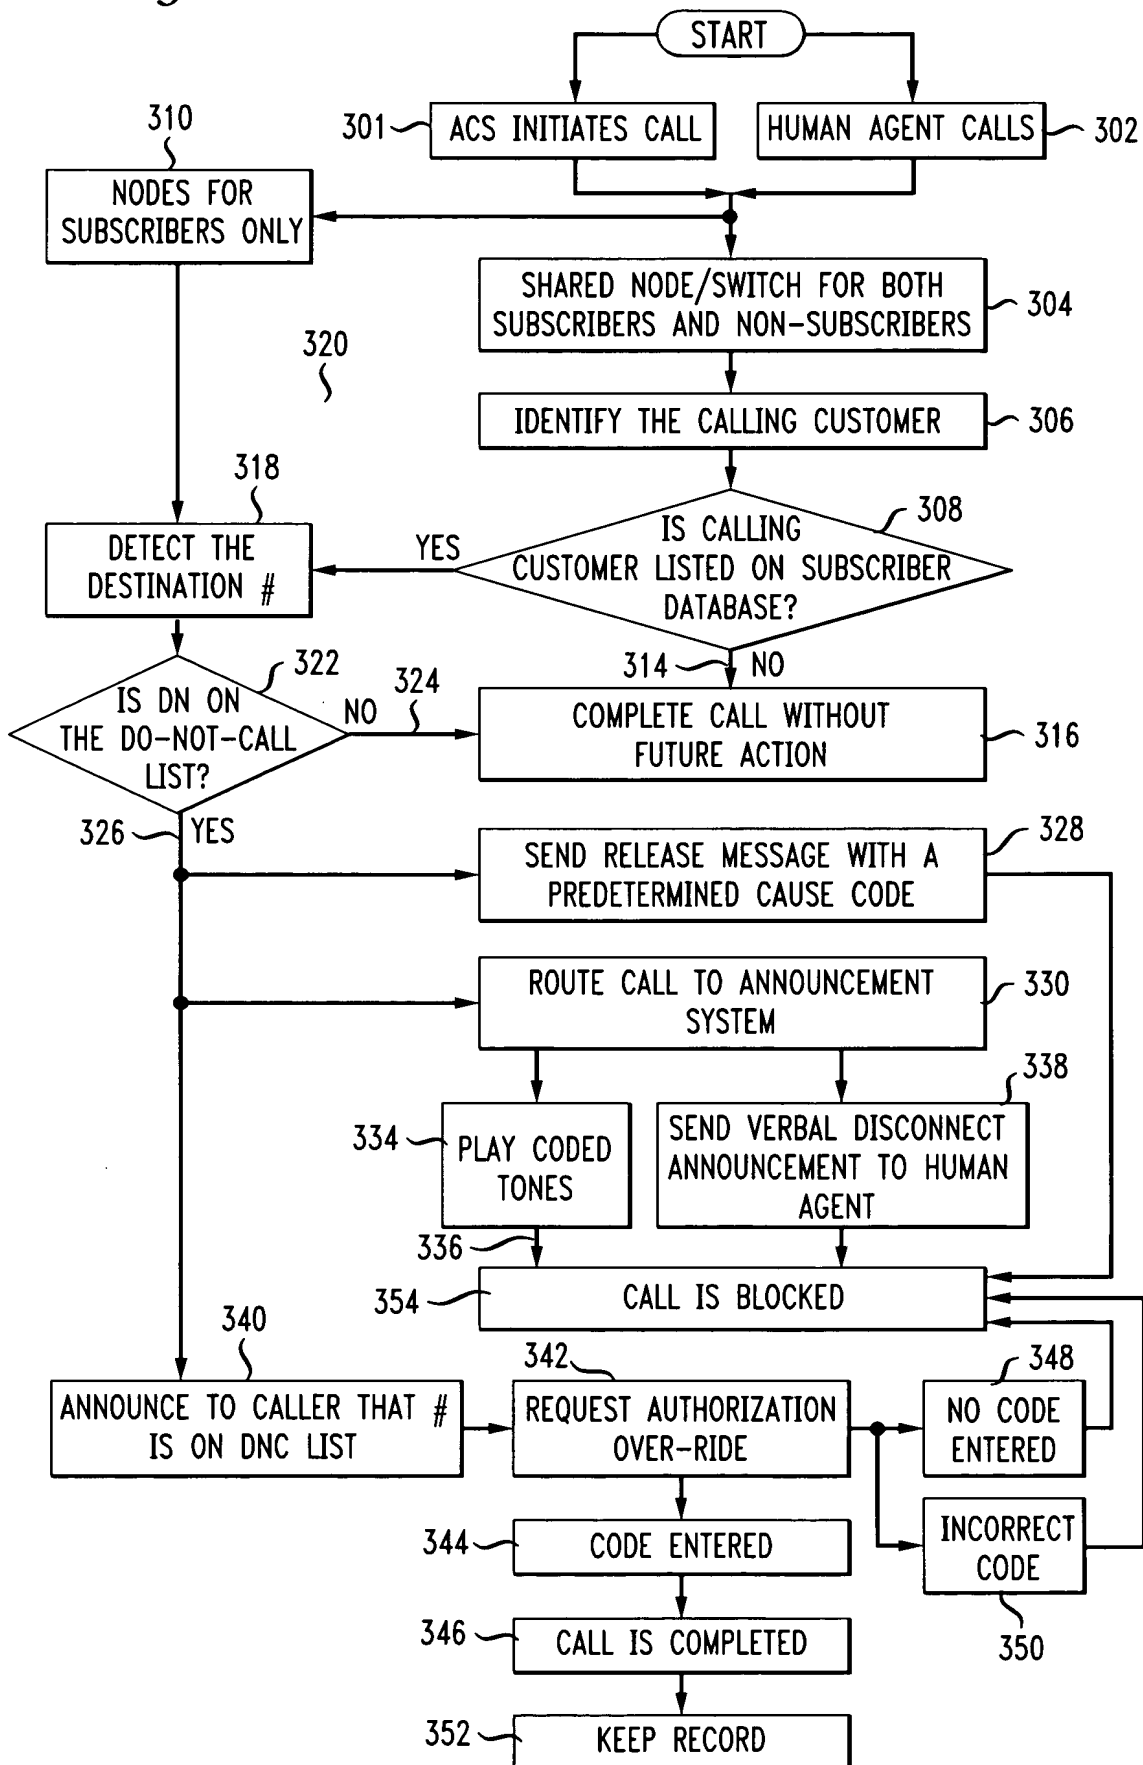 START
301
ACS INITIATES CALL
HUMAN AGENT CALLS
302
310
NODES FOR
SUBSCRIBERS ONLY
SHARED NODE/SWITCH FOR BOTH
SUBSCRIBERS AND NON-SUBSCRIBERS
304
320
IDENTIFY THE CALLING CUSTOMER
306
318
DETECT THE
DESTINATION #
YES
308
IS CALLING
CUSTOMER LISTED ON SUBSCRIBER
DATABASE?
314
NO
322
IS DN ON
THE DO-NOT-CALL
LIST?
NO
324
COMPLETE CALL WITHOUT
FUTURE ACTION
316
326
YES
SEND RELEASE MESSAGE WITH A
PREDETERMINED CAUSE CODE
328
ROUTE CALL TO ANNOUNCEMENT
SYSTEM
330
334
PLAY CODED
TONES
338
SEND VERBAL DISCONNECT
ANNOUNCEMENT TO HUMAN
AGENT
336
354
CALL IS BLOCKED
340
ANNOUNCE TO CALLER THAT #
IS ON DNC LIST
342
REQUEST AUTHORIZATION
OVER-RIDE
348
NO CODE
ENTERED
344
CODE ENTERED
INCORRECT
CODE
350
346
CALL IS COMPLETED
352
KEEP RECORD